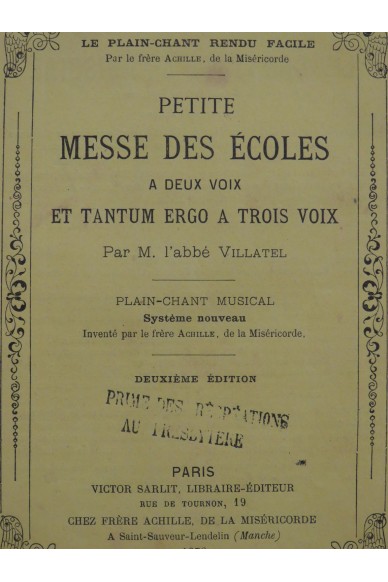 LE PLAIN-CHANT RENDU FACILE
Par le frère ACHILLE, de la Miséricorde
PETITE
MESSE DES ÉCOLES
A DEUX VOIX
ET TANTUM ERGO A TROIS VOIX
Par M. l'abbé VILLATEL
PLAIN-CHANT MUSICAL
Système nouveau
Inventé par le frère ACHILLE, de la Miséricorde.
DEUXIÈME ÉDITION
PRIME DES RÉCRÉATIONS
AU PRESBYTÈRE
PARIS
VICTOR SARLIT, LIBRAIRE-ÉDITEUR
RUE DE TOURNON, 19
CHEZ FRÈRE ACHILLE, DE LA MISÉRICORDE
A Saint-Sauveur-Lendelin (Manche)